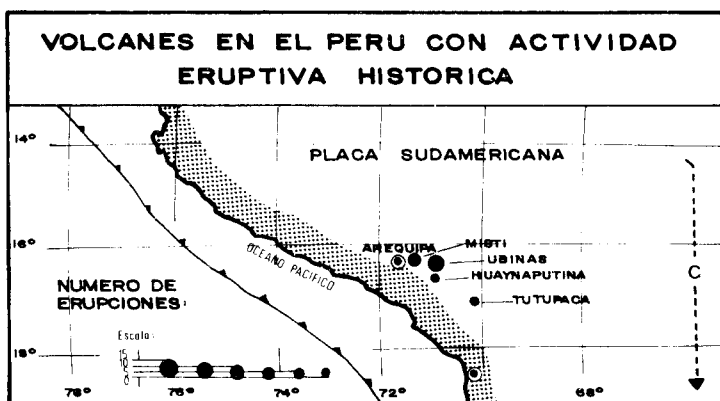 VOLCANES EN EL PERU CON ACTIVIDAD
ERUPTIVA HISTORICA
14°
PLACA SUDAMERICANA
16°
AREQUIPA
MISTI
UBINAS
HUAYNAPUTINA
TUTUPACA
OCEANO PACIFICO
C
NUMERO DE
ERUPCIONES:
Escala:
15
10
5
0
18°
78°
76°
74°
72°
70°
68°